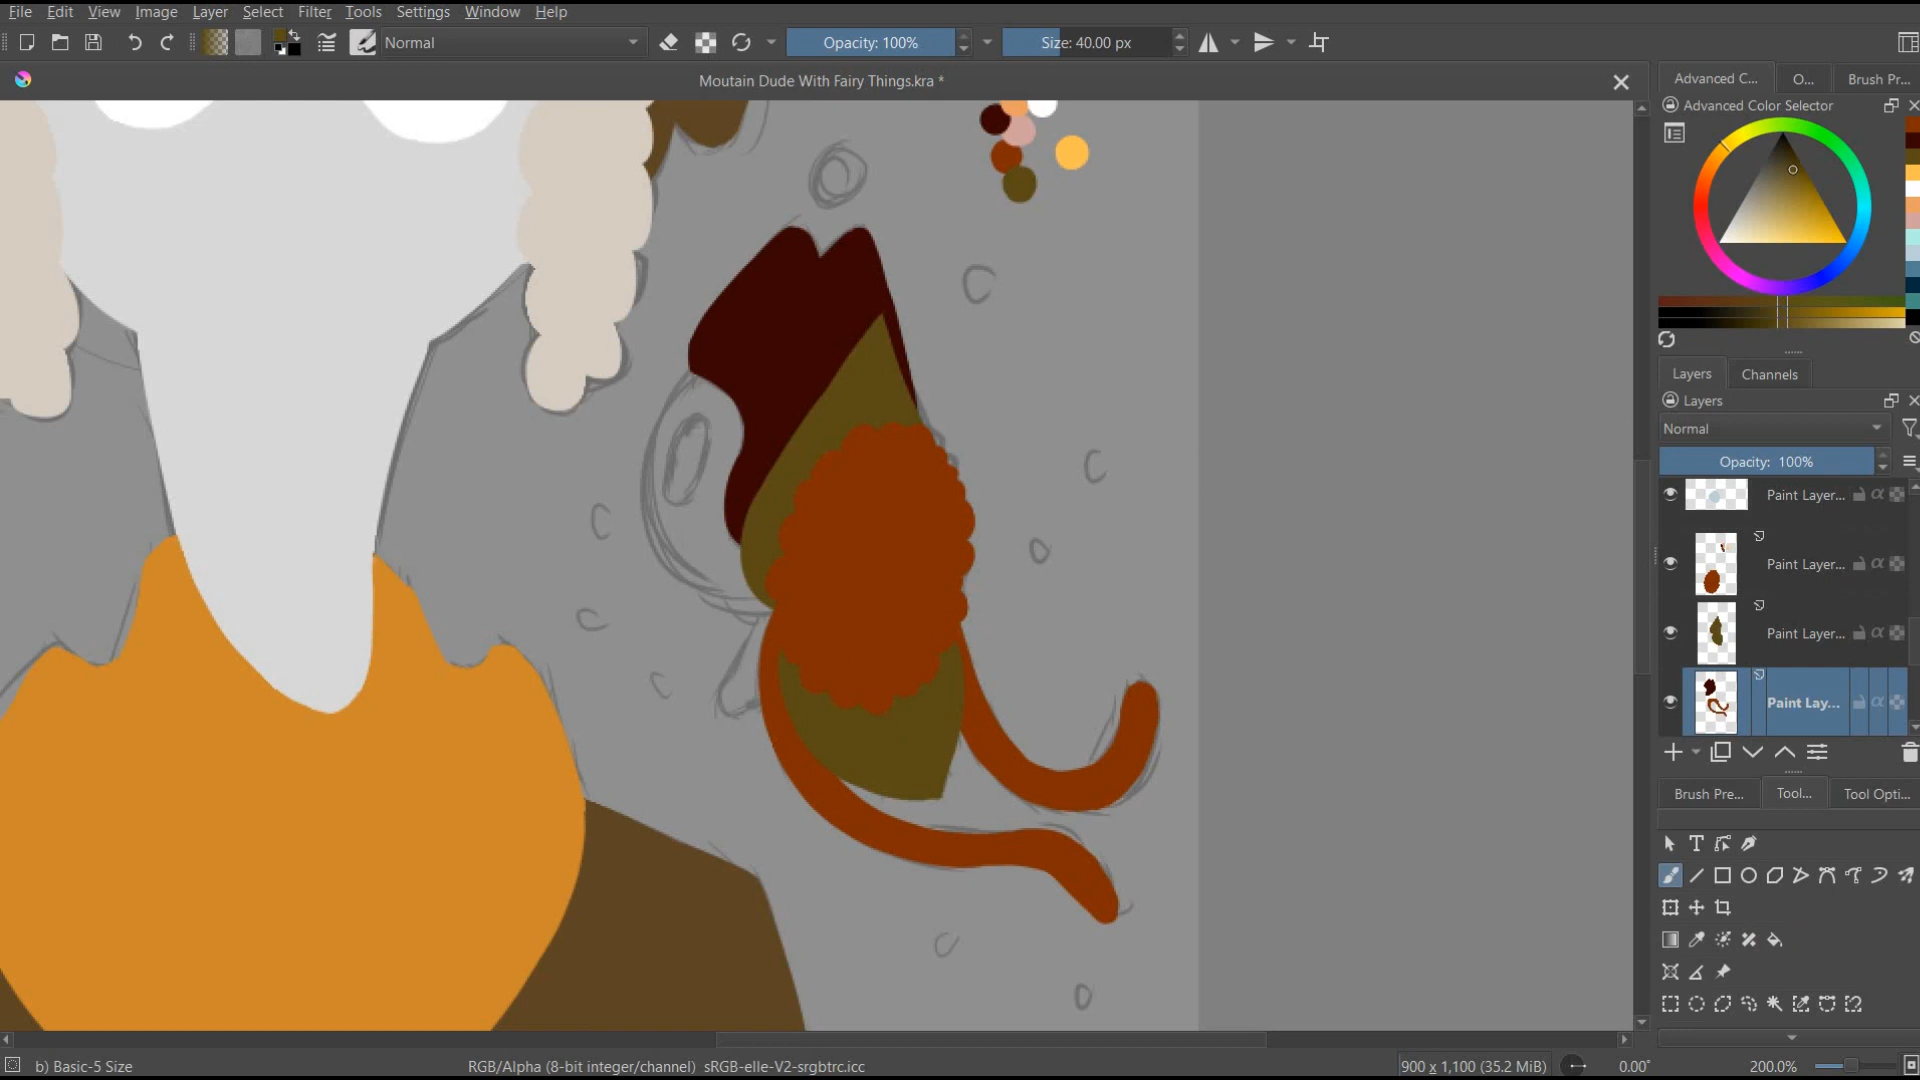 File Edit View Image Layer Select Filter Tools Settings Window Help
Normal
Opacity: 100%
Size: 40.00 px
Moutain Dude With Fairy Things.kra *
Advanced C... O... Brush Pr...
Advanced Color Selector
Layers Channels
Layers
Normal
Opacity: 100%
Paint Layer...
Paint Layer...
Paint Layer...
Paint Lay...
Brush Pre... Tool... Tool Opti...
b) Basic-5 Size
RGB/Alpha (8-bit integer/channel) sRGB-elle-V2-srgbtrc.icc
900 x 1,100 (35.2 MiB)
0.00°
200.0%